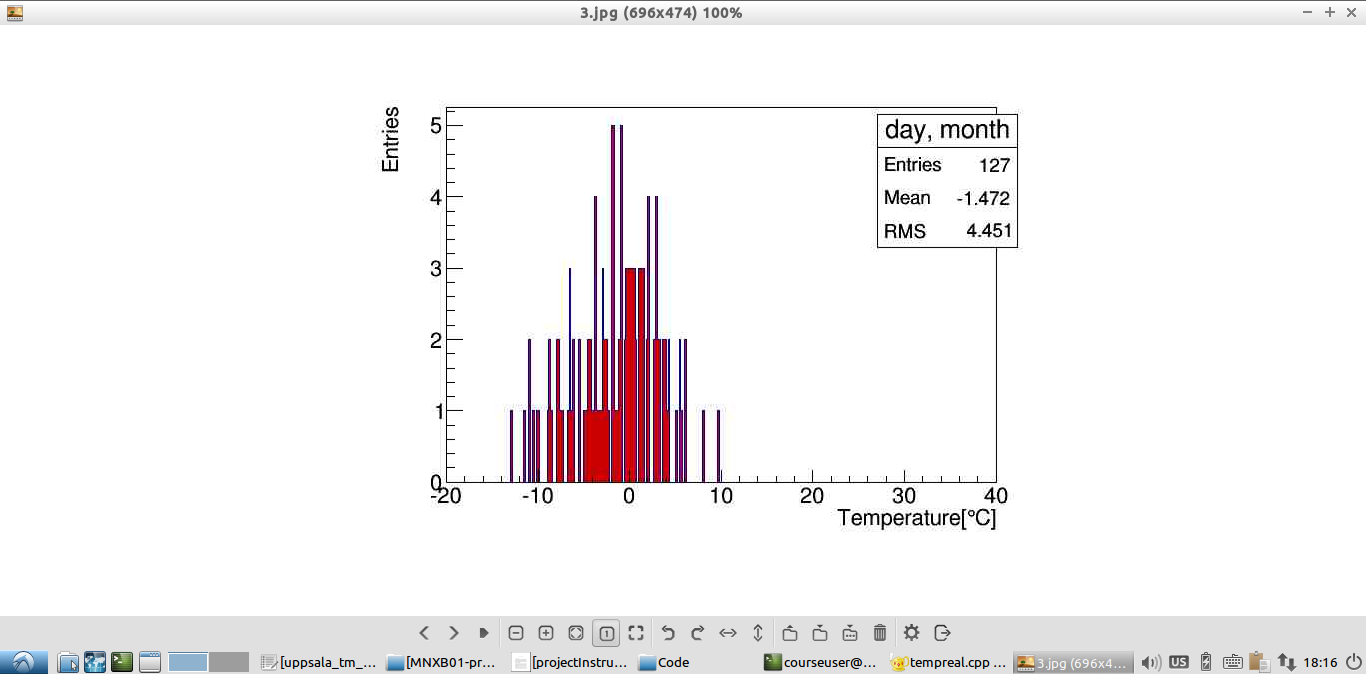 3.jpg (696x474) 100%
Entries
5
4
3
2
1
0
-20
-10
0
10
20
30
40
Temperature[°C]
day, month
Entries 127
Mean -1.472
RMS 4.451
1
[uppsala_tm_...
[MNXB01-pr...
[projectInstru...
Code
courseuser@...
tempreal.cpp ...
3.jpg (696x4...
US
18:16